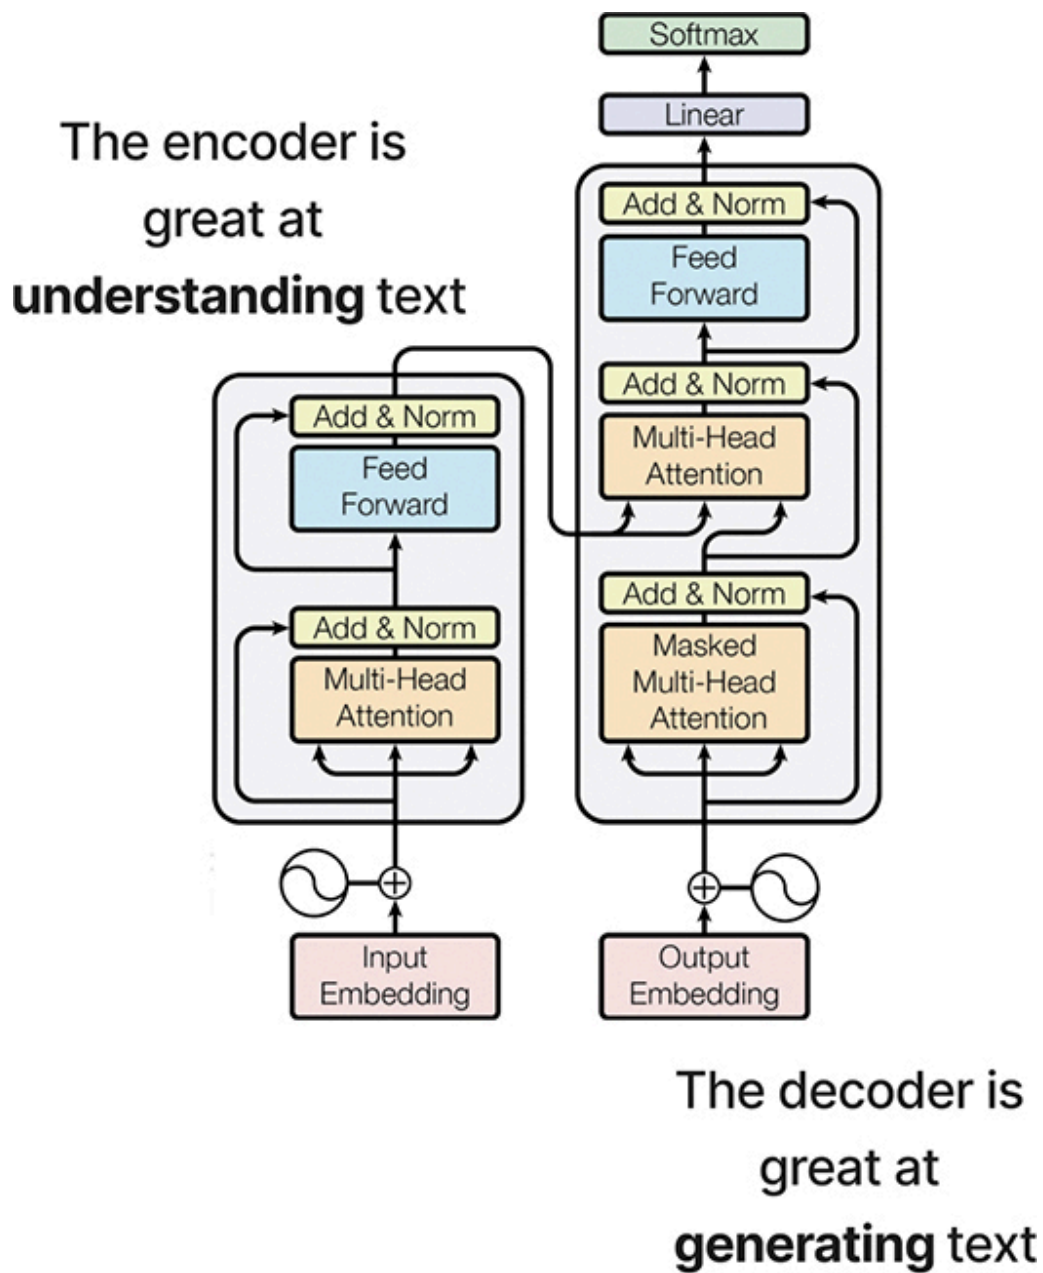 The encoder is
great at
understanding text
Add & Norm
Feed
Forward
Add & Norm
Multi-Head
Attention
Input
Embedding
Softmax
Linear
Add & Norm
Feed
Forward
Add & Norm
Multi-Head
Attention
Add & Norm
Masked
Multi-Head
Attention
Output
Embedding
The decoder is
great at
generating text